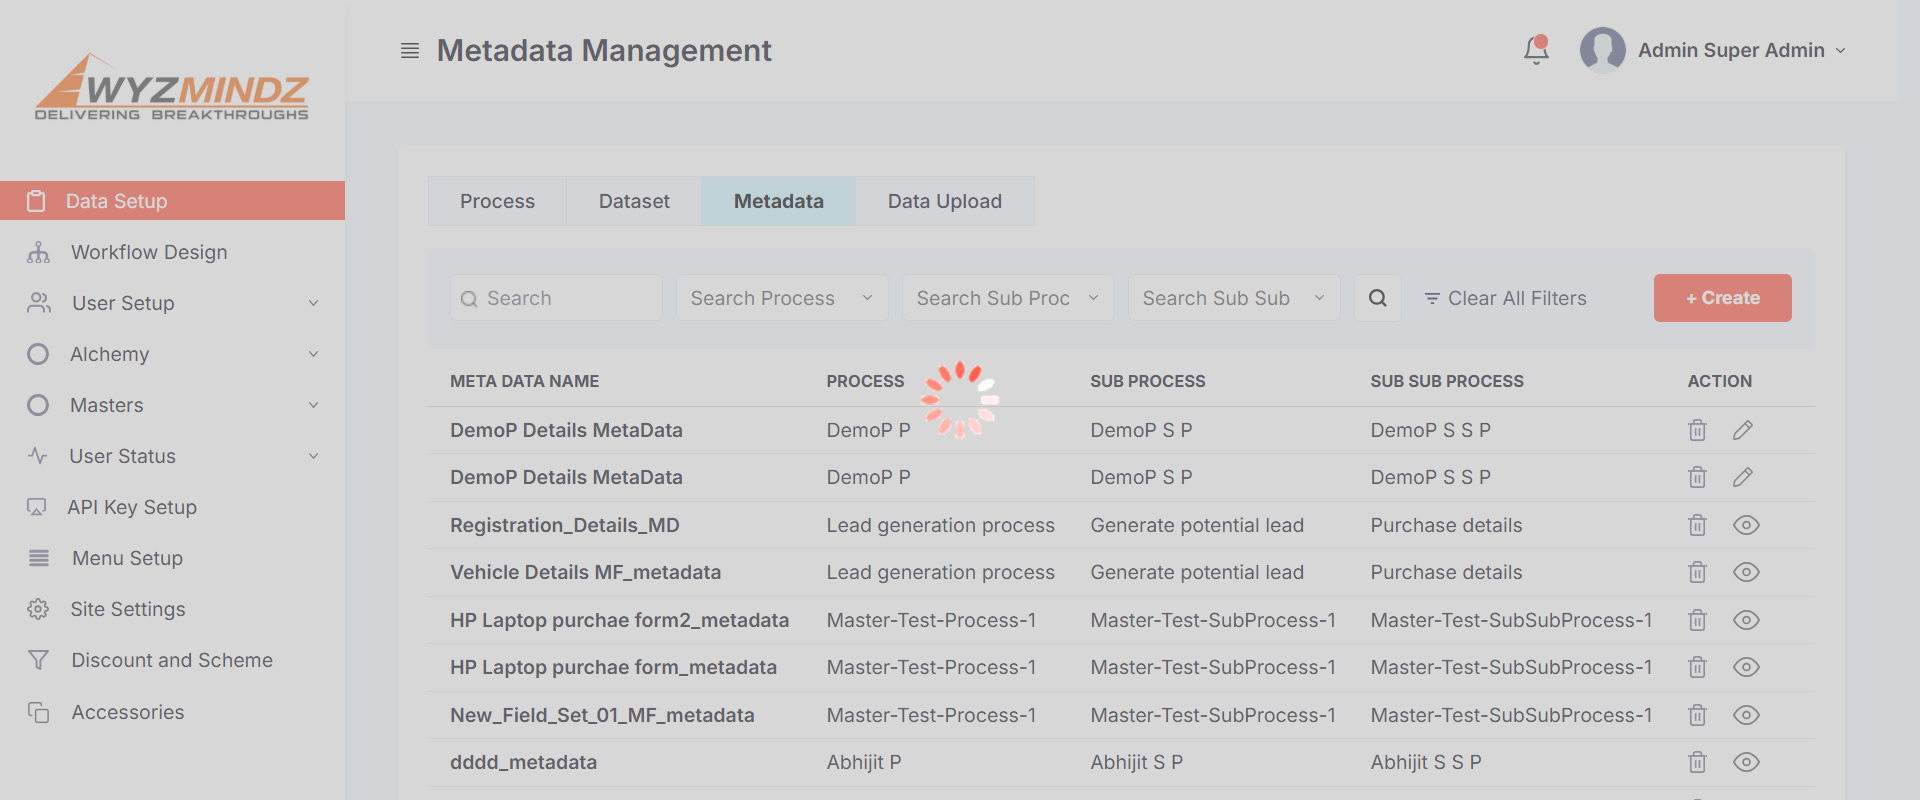 WYZMINDZ
DELIVERING BREAKTHROUGHS
Metadata Management
Admin Super Admin
Data Setup
Workflow Design
User Setup
Alchemy
Masters
User Status
API Key Setup
Menu Setup
Site Settings
Discount and Scheme
Accessories
Process Dataset Metadata Data Upload
Search Search Process Search Sub Proc Search Sub Sub Clear All Filters + Create
META DATA NAME PROCESS SUB PROCESS SUB SUB PROCESS ACTION
DemoP Details MetaData DemoP P DemoP S P DemoP S S P
DemoP Details MetaData DemoP P DemoP S P DemoP S S P
Registration_Details_MD Lead generation process Generate potential lead Purchase details
Vehicle Details MF_metadata Lead generation process Generate potential lead Purchase details
HP Laptop purchae form2_metadata Master-Test-Process-1 Master-Test-SubProcess-1 Master-Test-SubSubProcess-1
HP Laptop purchae form_metadata Master-Test-Process-1 Master-Test-SubProcess-1 Master-Test-SubSubProcess-1
New_Field_Set_01_MF_metadata Master-Test-Process-1 Master-Test-SubProcess-1 Master-Test-SubSubProcess-1
dddd_metadata Abhijit P Abhijit S P Abhijit S S P